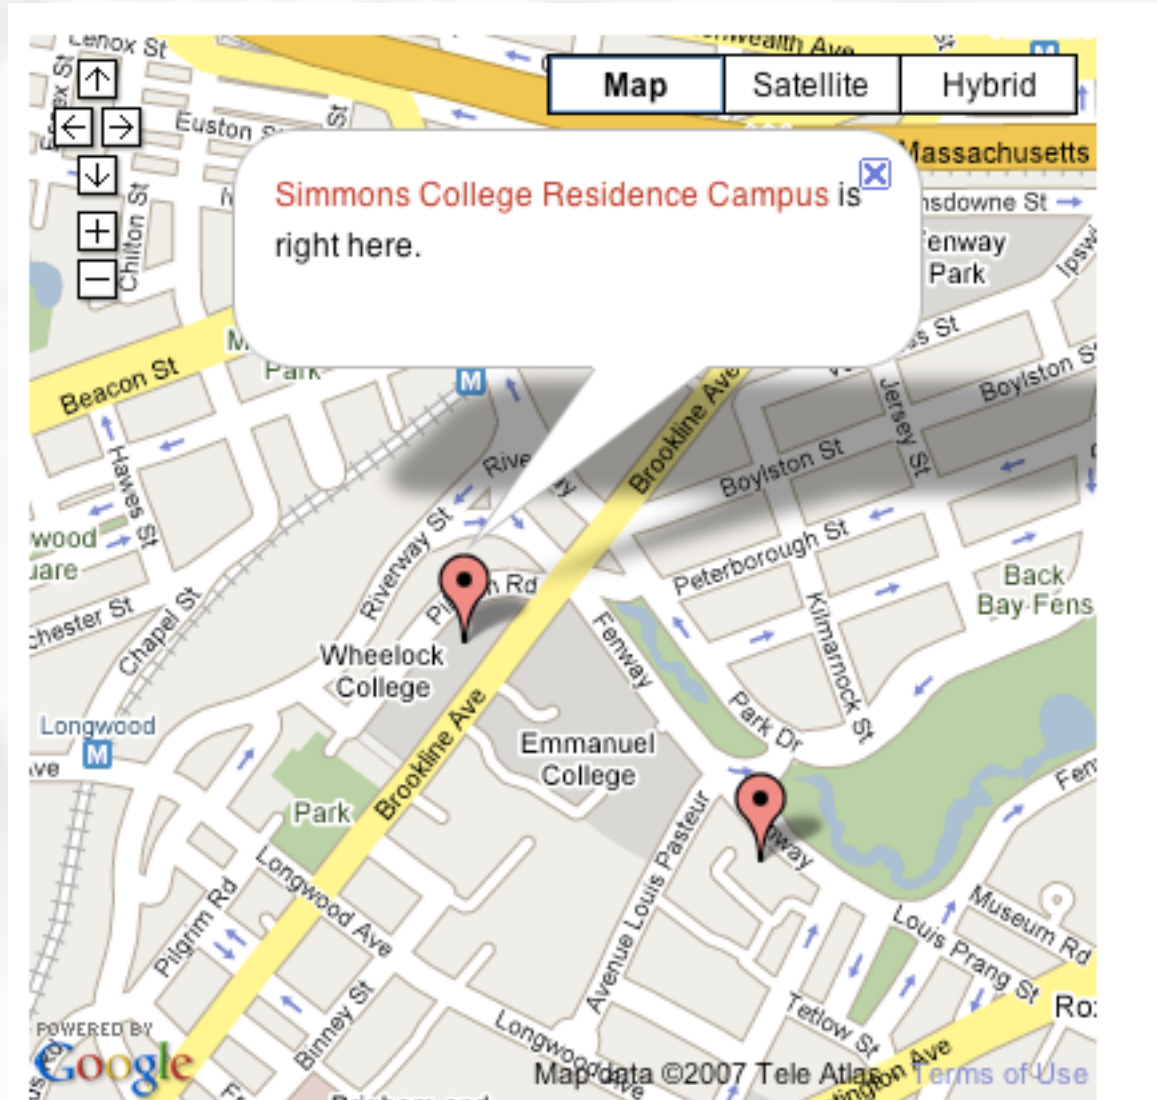 Lenox St
Map
Satellite
Hybrid
Euston
Massachusetts
Simmons College Residence Campus is
right here.
Chilton St
Fenway
Park
Beacon St
Park
M
Boylston St
Jersey St
Brookline Ave
Hawes St
Boylston St
Riverway St
Peterborough St
Back
Bay Fens
Chapel St
Kilmarnock St
Fenway
Wheelock
College
Longwood
M
Park Dr
Emmanuel
College
Brookline Ave
Park
Avenue Louis Pasteur
Longwood Ave
Pilgrim Rd
Museum Rd
Louis Prang St
Binney St
Tetlow St
Longwood Ave
POWERED BY
Google
Map data ©2007 Tele Atlas - Terms of Use